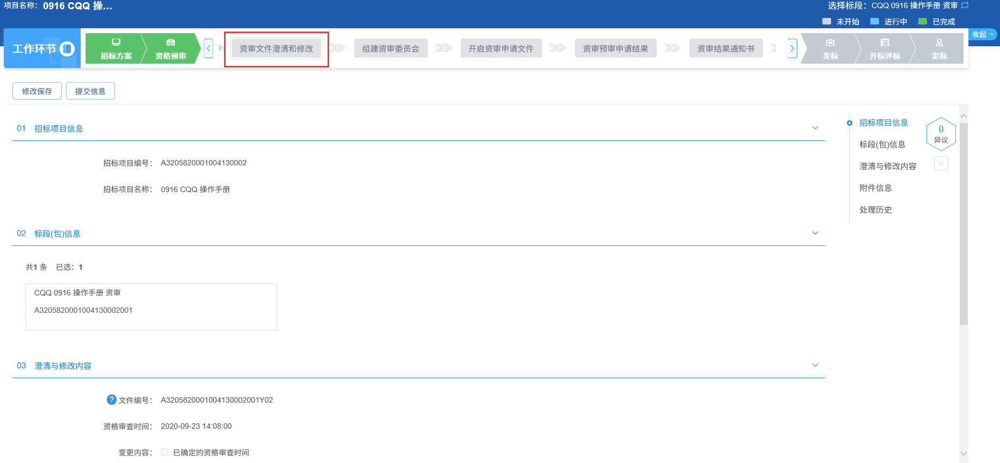 项目名称：0916 CQQ 操...
选择标段：CQQ 0916 操作手册 资审
未开始 进行中 已完成
收起
工作环节
招标方案
资格预审
资审文件澄清和修改
组建资审委员会
开启资审申请文件
资审预审申请结果
资审结果通知书
发标
开标评标
定标
修改保存 提交信息
01 招标项目信息
招标项目编号： A3205820001004130002
招标项目名称： 0916 CQQ 操作手册
02 标段(包)信息
共1 条 已选：1
CQQ 0916 操作手册 资审
A3205820001004130002001
03 澄清与修改内容
? 文件编号： A3205820001004130002001Y02
资格审查时间： 2020-09-23 14:08:00
变更内容： 已确定的资格审查时间
招标项目信息
标段(包)信息
澄清与修改内容
附件信息
处理历史
0
异议